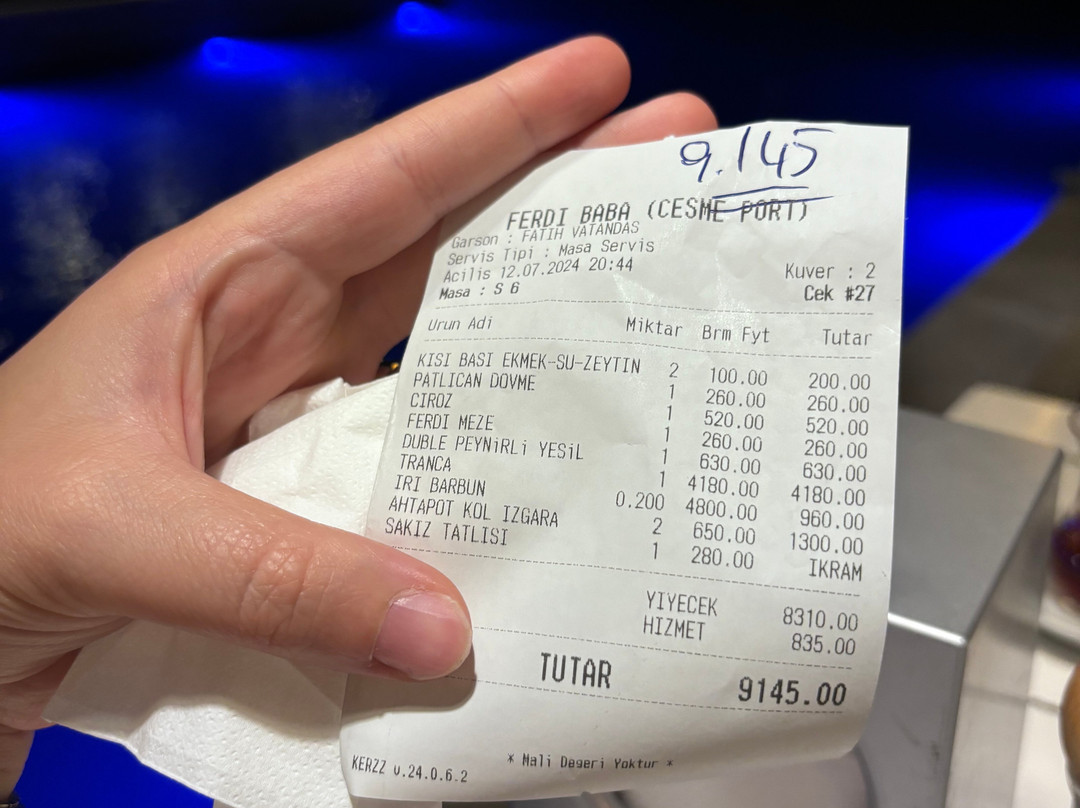 9.145
FERDI BABA (CESME PORT)
Garson : FATIH VATANDAS
Servis Tipi : Masa Servis
Acilis 12.07.2024 20:44 Kuver : 2
Masa : S 6 Cek #27
Urun Adi Miktar Brm Fyt Tutar
KISI BASI EKMEK-SU-ZEYTIN 2 100.00 200.00
PATLICAN DOVME 1 260.00 260.00
CIROZ 1 520.00 520.00
FERDI MEZE 1 260.00 260.00
DUBLE PEYNiRLi YESiL 1 630.00 630.00
TRANCA 1 4180.00 4180.00
IRI BARBUN 0.200 4800.00 960.00
AHTAPOT KOL IZGARA 2 650.00 1300.00
SAKIZ TATLISI 1 280.00 IKRAM
YIYECEK 8310.00
HIZMET 835.00
TUTAR 9145.00
KERZZ v.24.0.6.2 * Mali Degeri Yoktur *